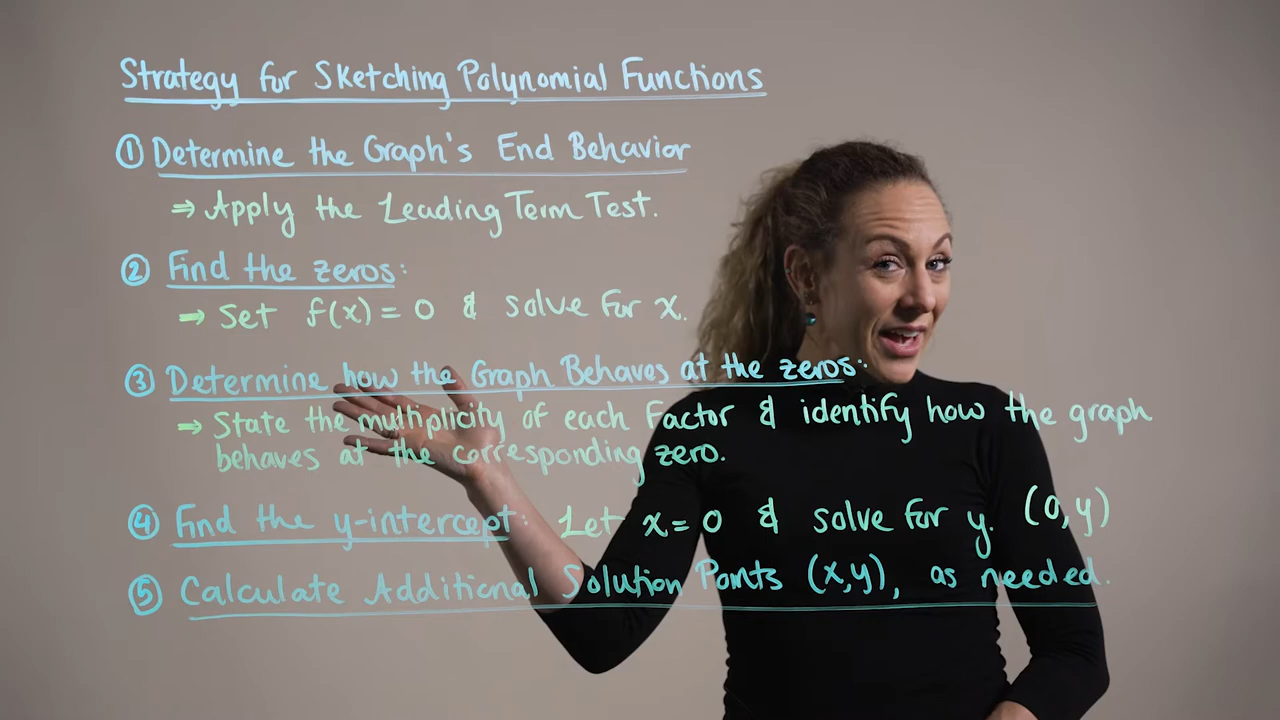 Strategy for Sketching Polynomial Functions
① Determine the Graph's End Behavior
⇒ Apply the Leading Term Test.
② Find the zeros:
⇒ Set f(x) = 0 & solve for x.
③ Determine how the Graph Behaves at the zeros:
⇒ State the multiplicity of each Factor & identify how the graph
behaves at the corresponding zero.
④ Find the y-intercept: Let x = 0 & solve for y. (0,y)
⑤ Calculate Additional Solution Points (x,y), as needed.